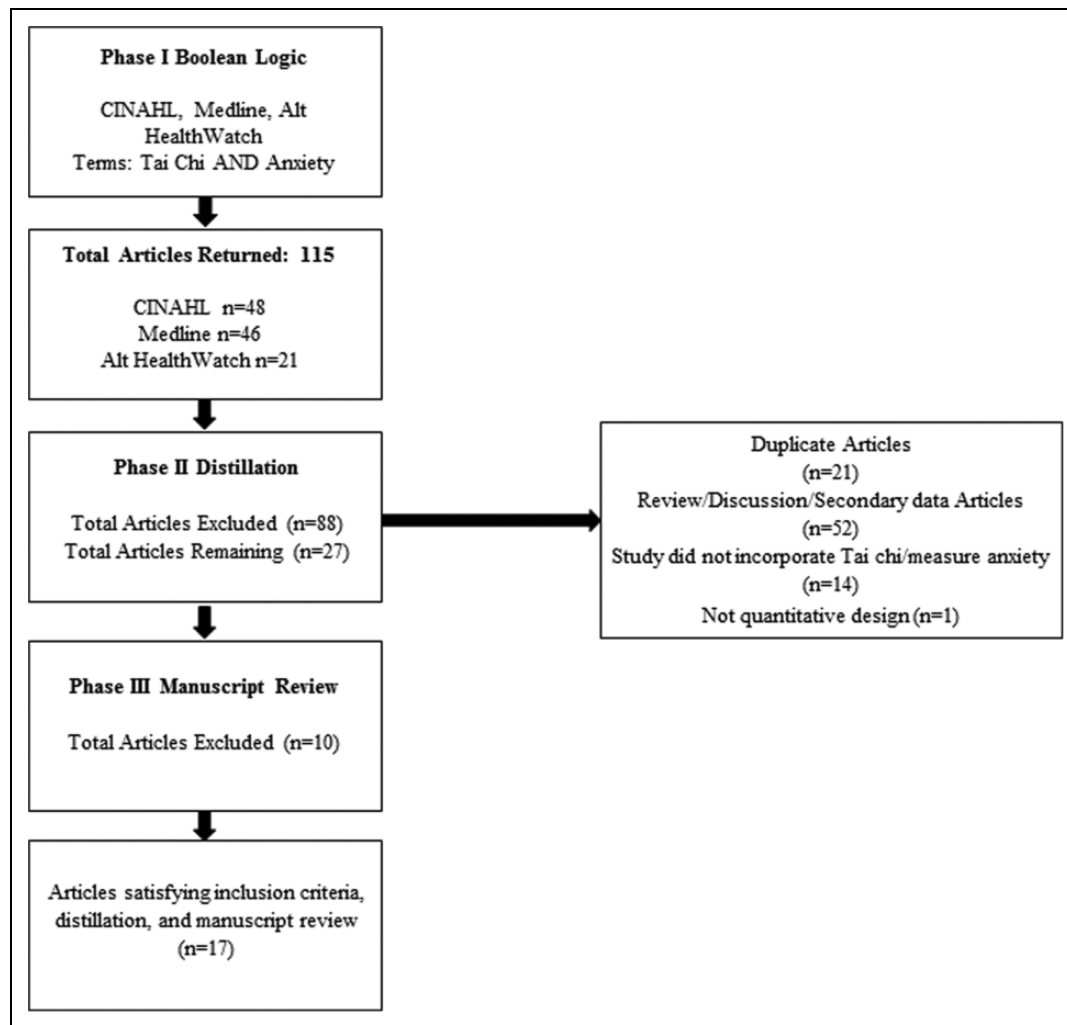 Phase I Boolean Logic
CINAHL, Medline, Alt
HealthWatch
Terms: Tai Chi AND Anxiety
Total Articles Returned: 115
CINAHL n=48
Medline n=46
Alt HealthWatch n=21
Phase II Distillation
Total Articles Excluded (n=88)
Total Articles Remaining (n=27)
Duplicate Articles
(n=21)
Review/Discussion/Secondary data Articles
(n=52)
Study did not incorporate Tai chi/measure anxiety
(n=14)
Not quantitative design (n=1)
Phase III Manuscript Review
Total Articles Excluded (n=10)
Articles satisfying inclusion criteria,
distillation, and manuscript review
(n=17)